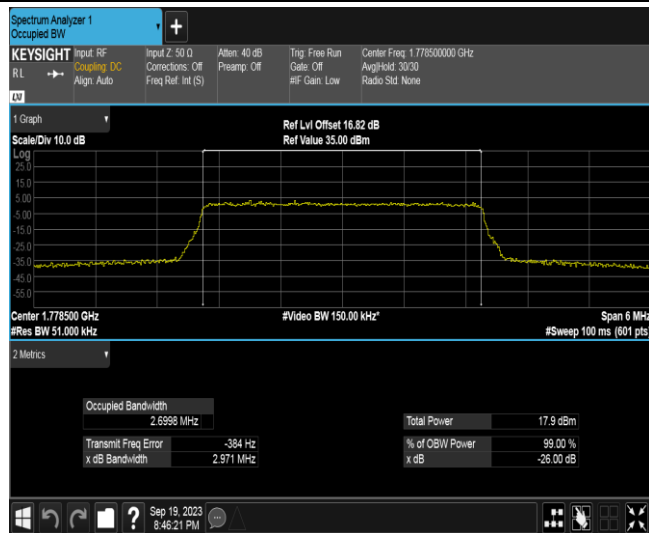 Spectrum Analyzer 1
Occupied BW
+
KEYSIGHT
RL
Input: RF
Coupling: DC
Align: Auto
Input Z: 50 Ω
Corrections: Off
Freq Ref: Int (S)
Atten: 40 dB
Preamp: Off
Trig: Free Run
Gate: Off
#IF Gain: Low
Center Freq: 1.778500000 GHz
Avg|Hold: 30/30
Radio Std: None
1 Graph
Scale/Div 10.0 dB
Ref Lvl Offset 16.82 dB
Ref Value 35.00 dBm
Log
25.0
15.0
5.00
-5.00
-15.0
-25.0
-35.0
-45.0
-55.0
Center 1.778500 GHz
#Video BW 150.00 kHz*
Span 6 MHz
#Res BW 51.000 kHz
#Sweep 100 ms (601 pts)
2 Metrics
Occupied Bandwidth
2.6998 MHz
Total Power 17.9 dBm
Transmit Freq Error -384 Hz
% of OBW Power 99.00 %
x dB Bandwidth 2.971 MHz
x dB -26.00 dB
?
Sep 19, 2023
8:46:21 PM